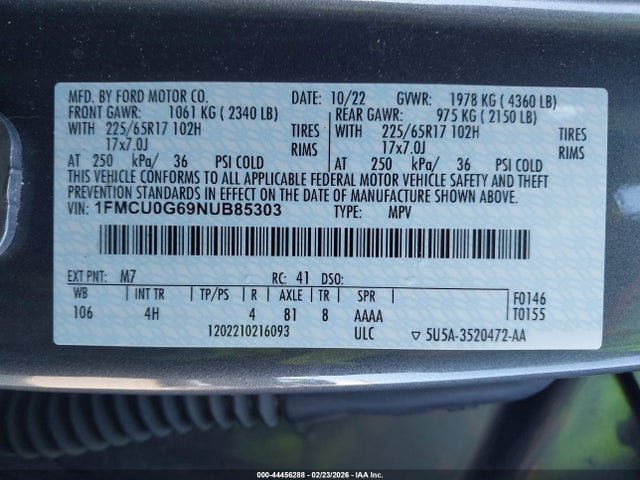 MFD. BY FORD MOTOR CO. DATE: 10/22 GVWR: 1978 KG ( 4360 LB)
FRONT GAWR: 1061 KG ( 2340 LB) REAR GAWR: 975 KG ( 2150 LB)
WITH 225/65R17 102H TIRES WITH 225/65R17 102H TIRES
17x7.0J RIMS 17x7.0J RIMS
AT 250 kPa/ 36 PSI COLD AT 250 kPa/ 36 PSI COLD
THIS VEHICLE CONFORMS TO ALL APPLICABLE FEDERAL MOTOR VEHICLE SAFETY AND THEFT
PREVENTION STANDARDS IN EFFECT ON THE DATE OF MANUFACTURE SHOWN ABOVE.
VIN: 1FMCU0G69NUB85303 TYPE: MPV
EXT PNT: M7 RC: 41 DSO:
WB INT TR TP/PS R AXLE TR SPR F0146
106 4H 4 81 8 AAAA T0155
1202210216093 ULC ▽ 5U5A-3520472-AA
000-44456288 - 02/23/2026 - IAA Inc.